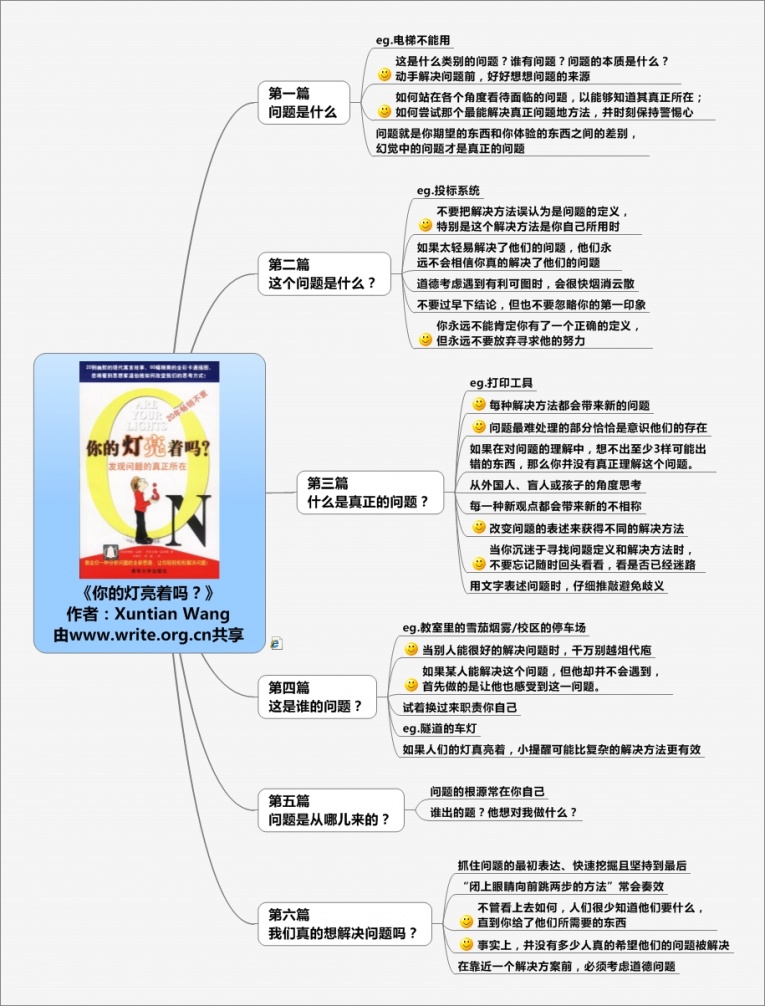 第一篇
问题是什么
eg.电梯不能用
这是什么类别的问题？谁有问题？问题的本质是什么？
动手解决问题前，好好想想问题的来源
如何站在各个角度看待面临的问题，以能够知道其真正所在；
如何尝试那个最能解决真正问题地方法，并时刻保持警惕心
问题就是你期望的东西和你体验的东西之间的差别，
幻觉中的问题才是真正的问题
第二篇
这个问题是什么？
eg.投标系统
不要把解决方法误认为是问题的定义，
特别是这个解决方法是你自己所用时
如果太轻易解决了他们的问题，他们永
远不会相信你真的解决了他们的问题
道德考虑遇到有利可图时，会很快烟消云散
不要过早下结论，但也不要忽略你的第一印象
你永远不能肯定你有了一个正确的定义，
但永远不要放弃寻求他的努力
ARE
YOUR
LIGHTS
ON
20年畅销不衰
你的灯亮着吗?
发现问题的真正所在
清华大学出版社
《你的灯亮着吗？》
作者：Xuntian Wang
由www.write.org.cn共享
第三篇
什么是真正的问题？
eg.打印工具
每种解决方法都会带来新的问题
问题最难处理的部分恰恰是意识他们的存在
如果在对问题的理解中，想不出至少3样可能出
错的东西，那么你并没有真正理解这个问题。
从外国人、盲人或孩子的角度思考
每一种新观点都会带来新的不相称
改变问题的表述来获得不同的解决方法
当你沉迷于寻找问题定义和解决方法时，
不要忘记随时回头看看，看是否已经迷路
用文字表述问题时，仔细推敲避免歧义
第四篇
这是谁的问题？
eg.教室里的雪茄烟雾/校区的停车场
当别人能很好的解决问题时，千万别越俎代庖
如果某人能解决这个问题，但他却并不会遇到，
首先做的是让他也感受到这一问题。
试着换过来职责你自己
eg.隧道的车灯
如果人们的灯真亮着，小提醒可能比复杂的解决方法更有效
第五篇
问题是从哪儿来的？
问题的根源常在你自己
谁出的题？他想对我做什么？
第六篇
我们真的想解决问题吗？
抓住问题的最初表达、快速挖掘且坚持到最后
“闭上眼睛向前跳两步的方法”常会奏效
不管看上去如何，人们很少知道他们要什么，
直到你给了他们所需要的东西
事实上，并没有多少人真的希望他们的问题被解决
在靠近一个解决方案前，必须考虑道德问题